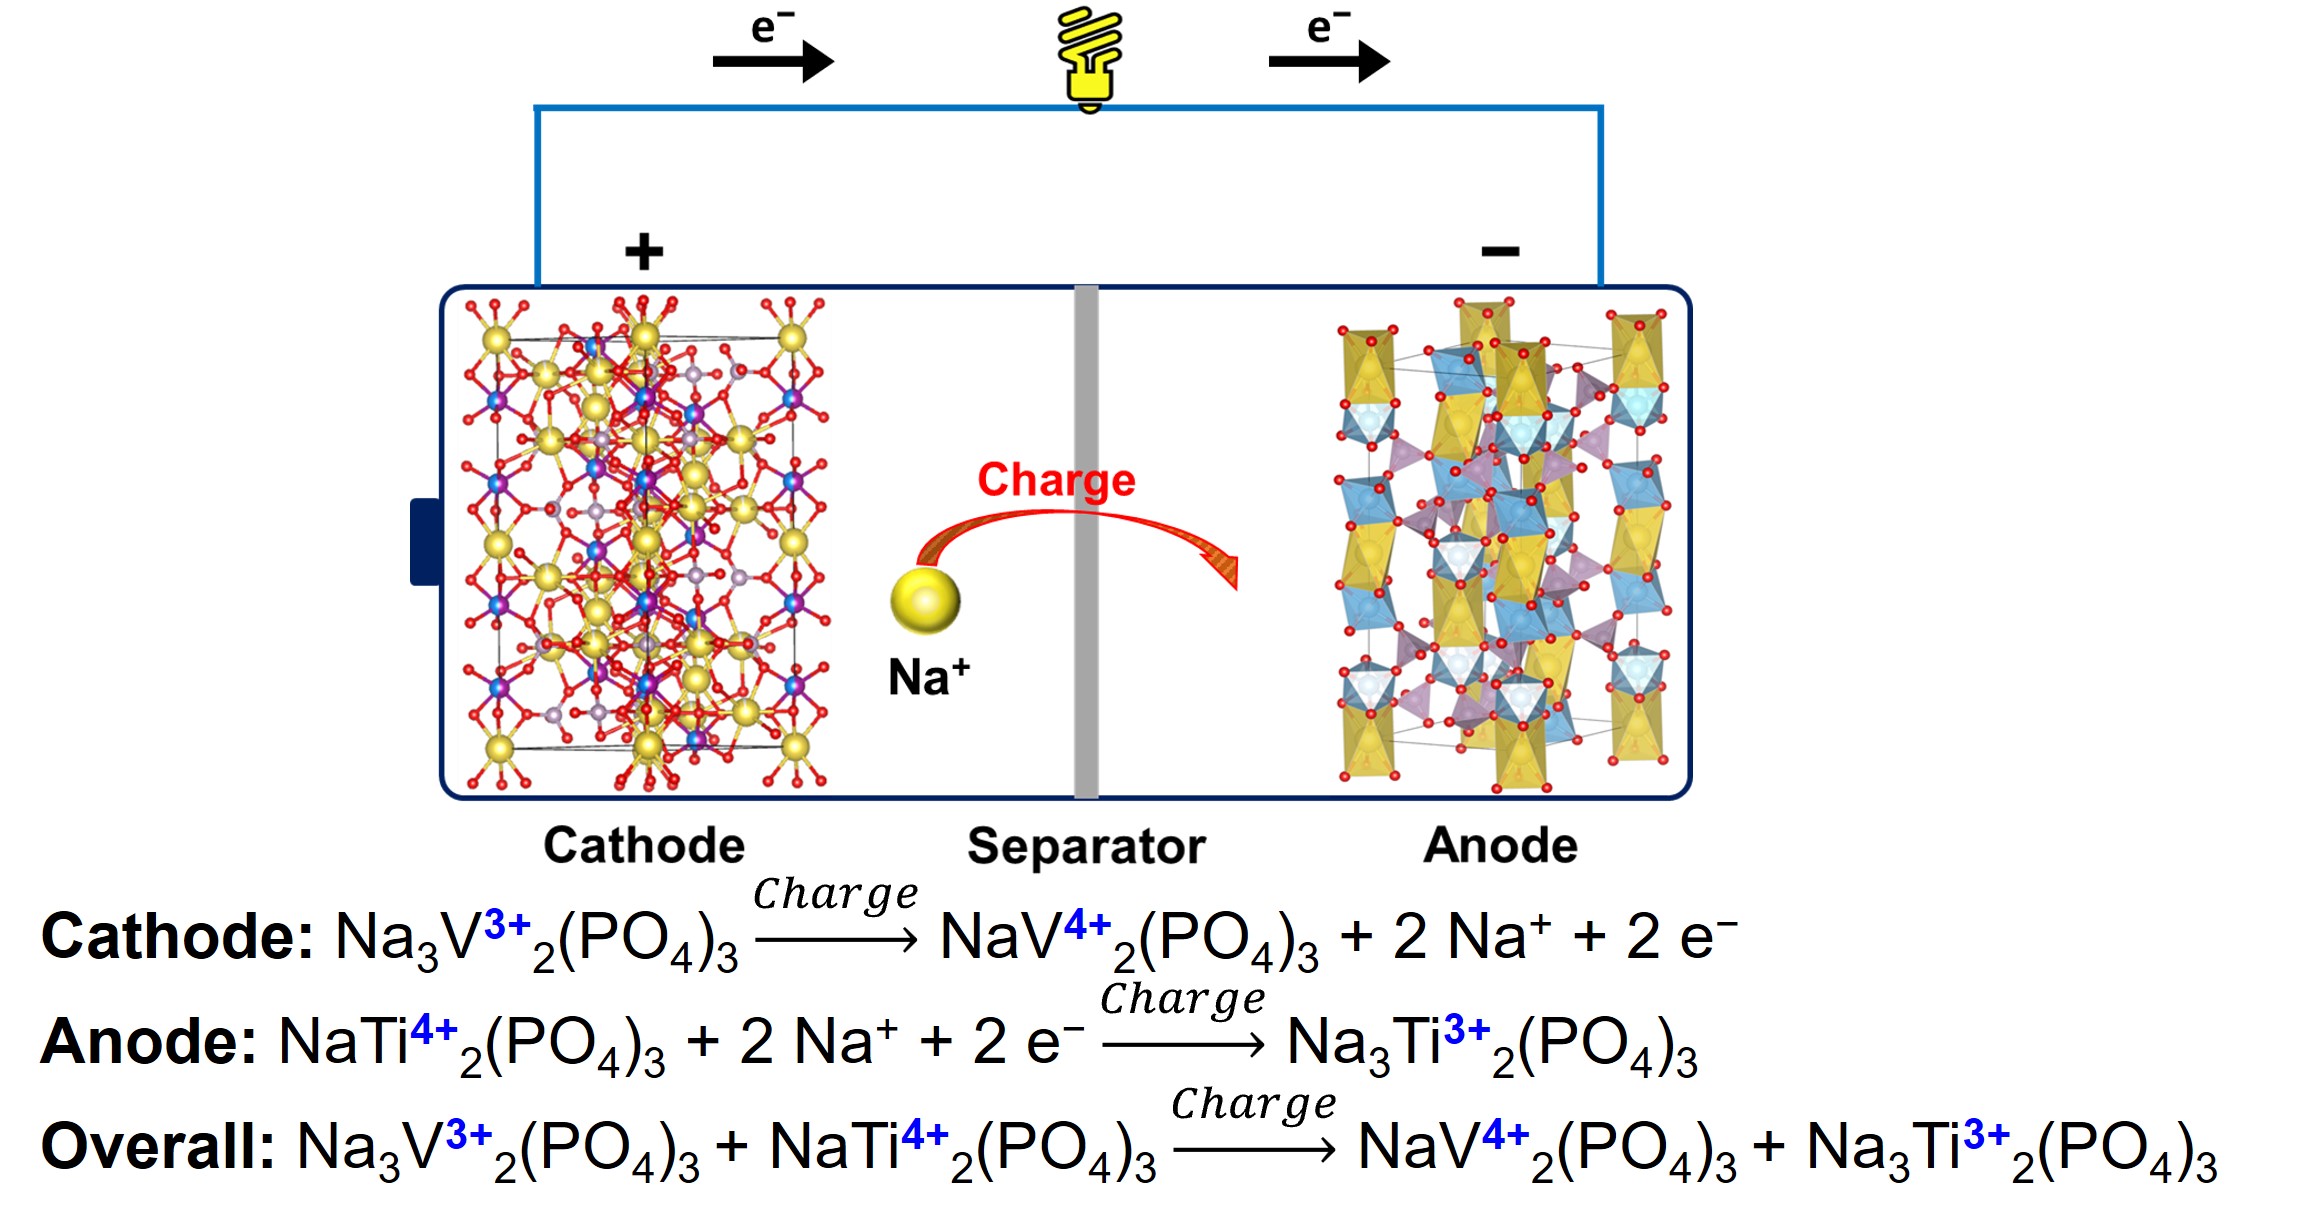 e⁻ e⁻
+ −
Charge
Na⁺
Cathode Separator Anode
Cathode: Na₃V³⁺₂(PO₄)₃ Charge⟶ NaV⁴⁺₂(PO₄)₃ + 2 Na⁺ + 2 e⁻
Anode: NaTi⁴⁺₂(PO₄)₃ + 2 Na⁺ + 2 e⁻ Charge⟶ Na₃Ti³⁺₂(PO₄)₃
Overall: Na₃V³⁺₂(PO₄)₃ + NaTi⁴⁺₂(PO₄)₃ Charge⟶ NaV⁴⁺₂(PO₄)₃ + Na₃Ti³⁺₂(PO₄)₃